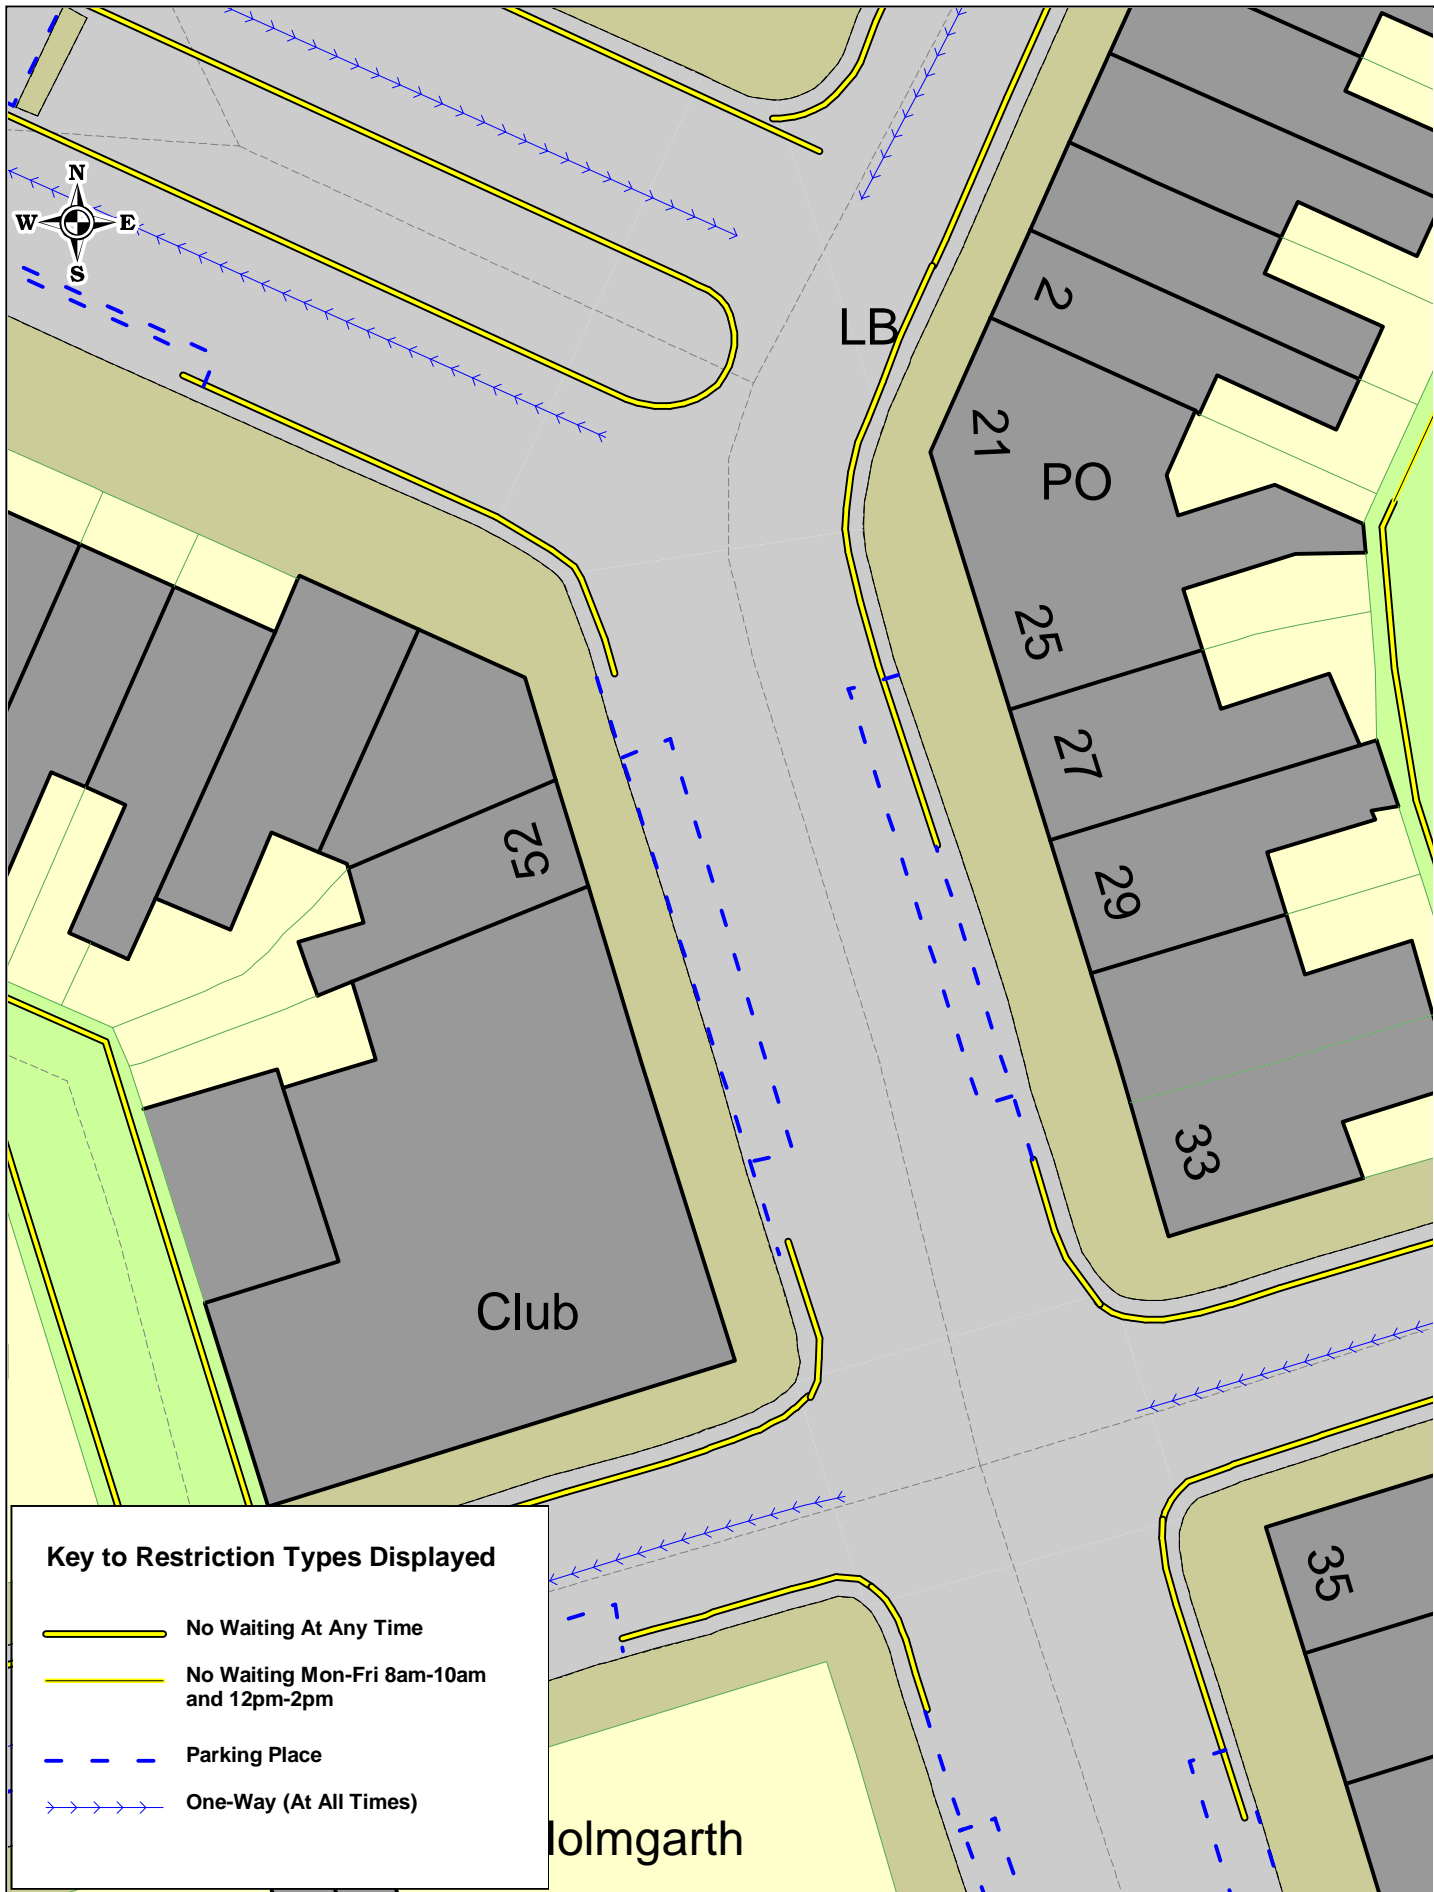 N
W E
S
LB
2
21
PO
25
27
29
33
52
Club
35
Key to Restriction Types Displayed
No Waiting At Any Time
No Waiting Mon-Fri 8am-10am
and 12pm-2pm
Parking Place
One-Way (At All Times)
olmgarth